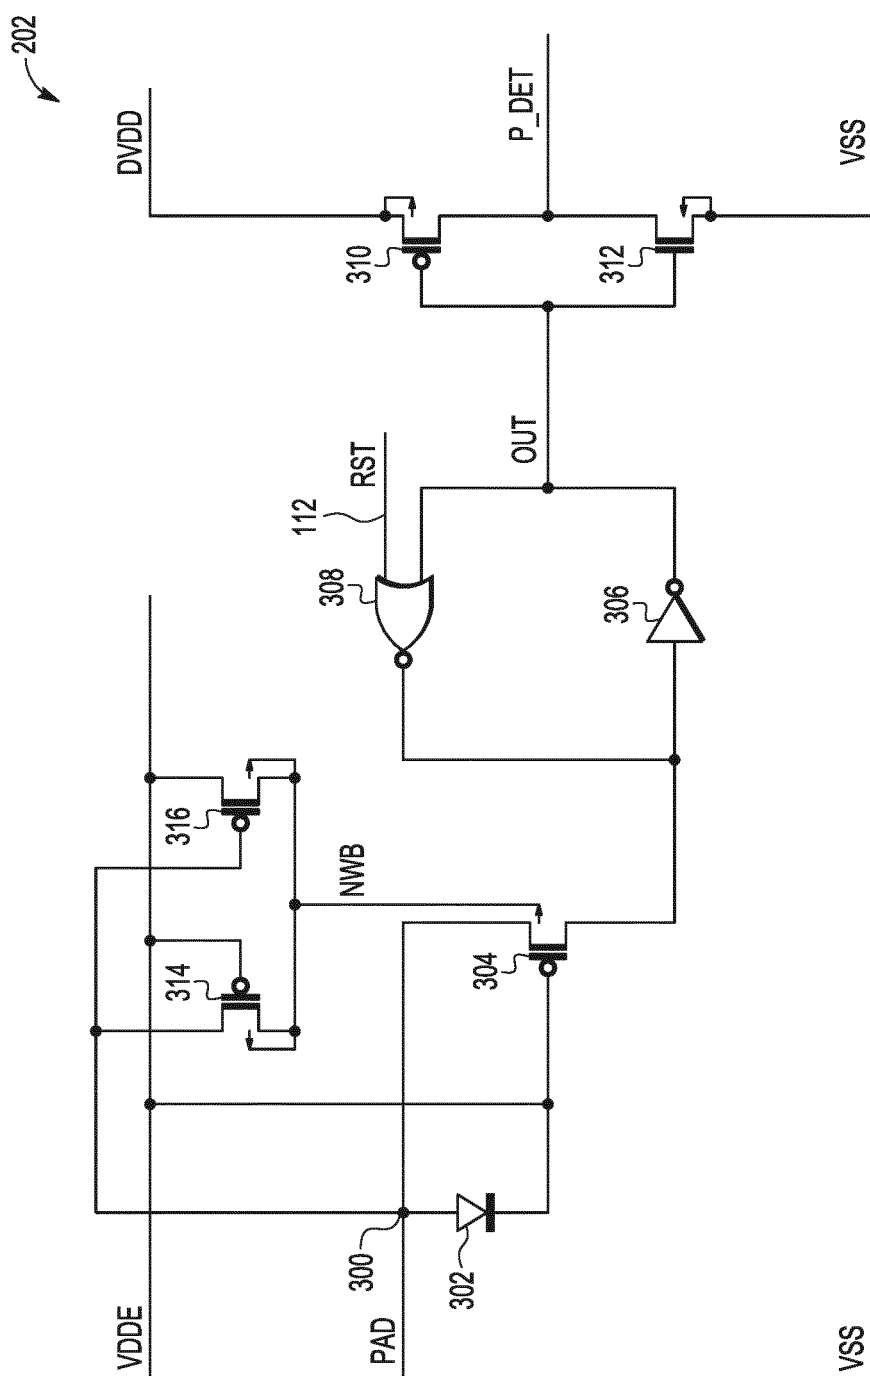 202
DVDD
P_DET
VSS
310
312
OUT
RST
112
308
306
316
NWB
314
304
300
302
VDDE
PAD
VSS